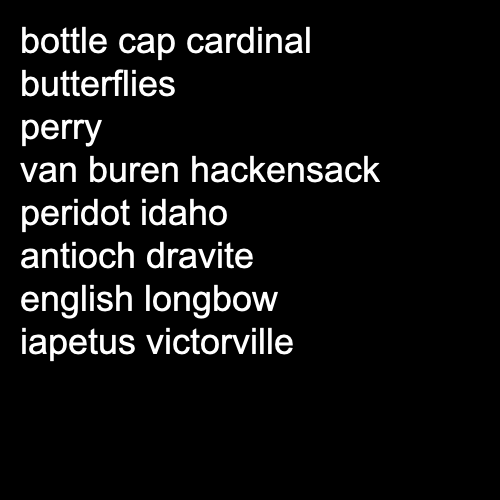 bottle cap cardinal
butterflies
perry
van buren hackensack
peridot idaho
antioch dravite
english longbow
iapetus victorville